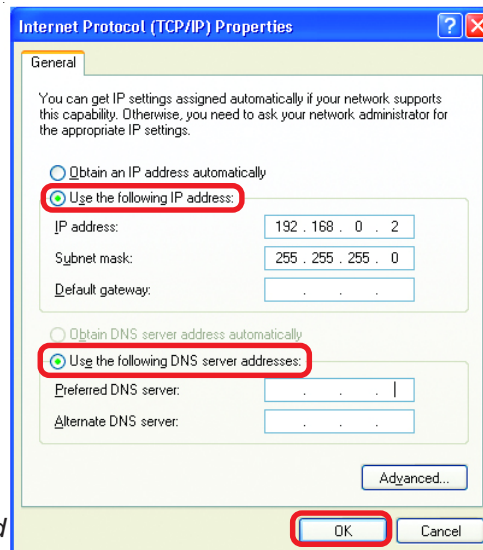 Internet Protocol (TCP/IP) Properties
General
You can get IP settings assigned automatically if your network supports
this capability. Otherwise, you need to ask your network administrator for
the appropriate IP settings.
Obtain an IP address automatically
Use the following IP address:
IP address: 192 . 168 . 0 . 2
Subnet mask: 255 . 255 . 255 . 0
Default gateway: . . .
Obtain DNS server address automatically
Use the following DNS server addresses:
Preferred DNS server: . . .
Alternate DNS server: . . .
Advanced...
d
OK Cancel